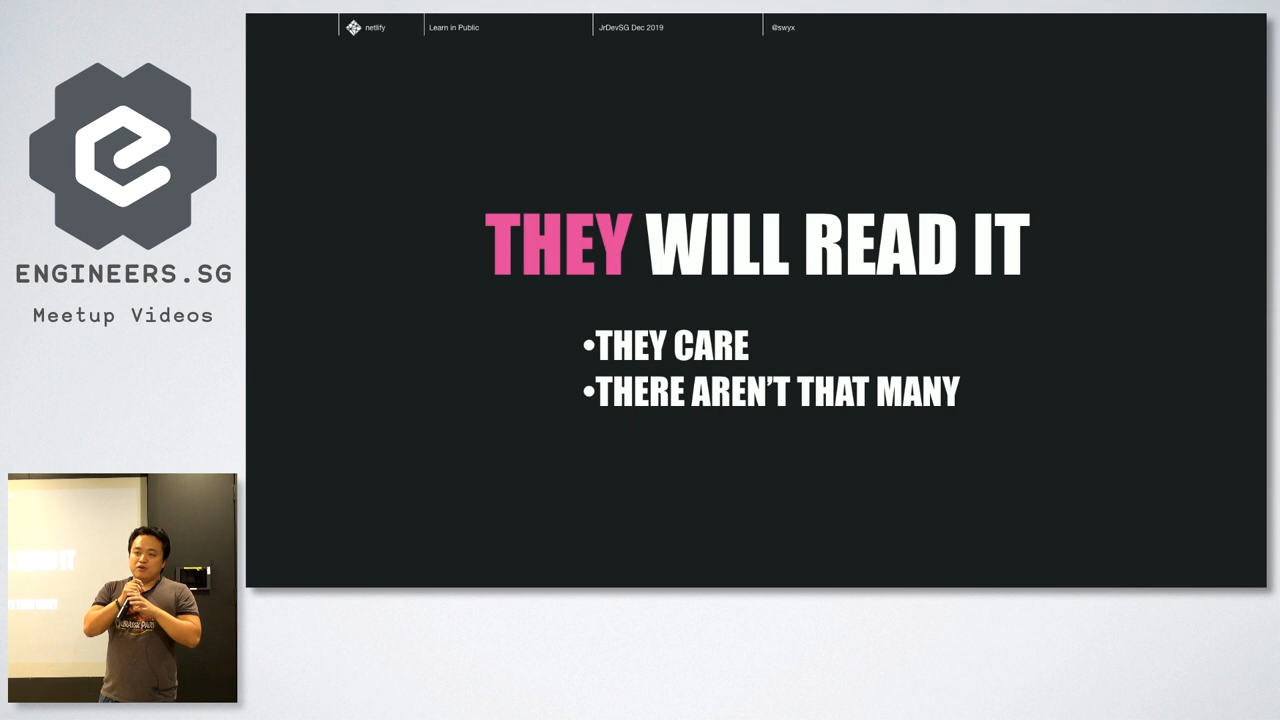 netlify
Learn in Public
JrDevSG Dec 2019
@swyx
ENGINEERS.SG
Meetup Videos
THEY WILL READ IT
•THEY CARE
•THERE AREN’T THAT MANY